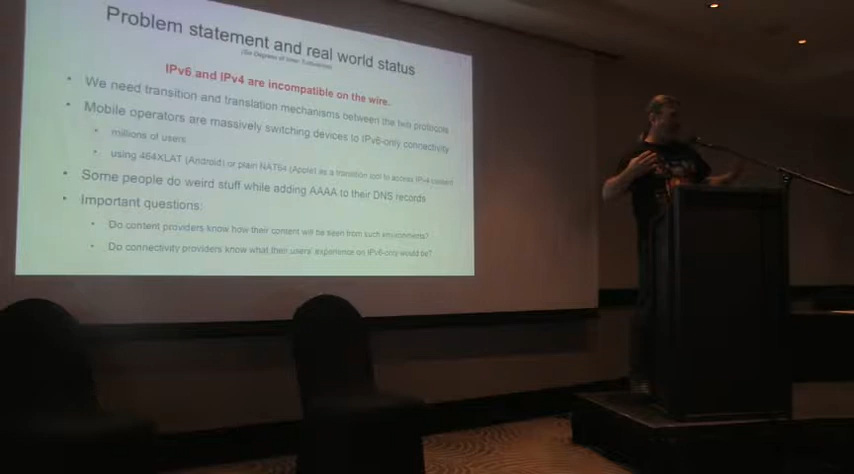 Problem statement and real world status
IPv6 and IPv4 are incompatible on the wire.
• We need transition and translation mechanisms between the two protocols
• Mobile operators are massively switching devices to IPv6-only connectivity
• millions of users
• using 464XLAT (Android) or plain NAT64 (Apple) as a transition tool to access IPv4 content
• Some people do weird stuff while adding AAAA to their DNS records
• Important questions:
• Do content providers know how their content will be seen from such environments?
• Do connectivity providers know what their users' experience on IPv6-only would be?